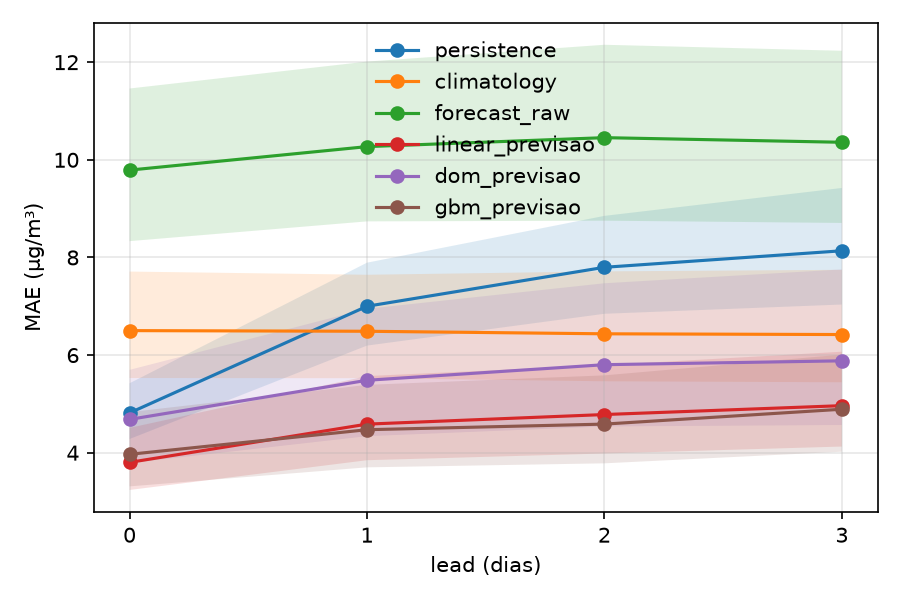 persistence
climatology
forecast_raw
linear_previsao
dom_previsao
gbm_previsao
MAE (µg/m³)
12
10
8
6
4
0 1 2 3
lead (dias)